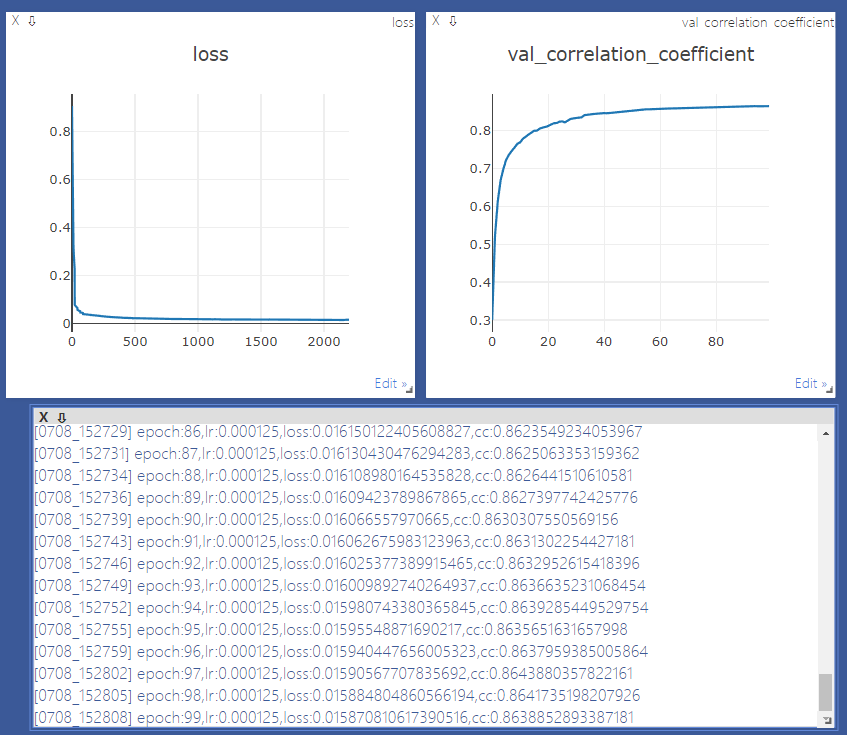 X ⇩ loss
loss
0.8
0.6
0.4
0.2
0
0 500 1000 1500 2000
Edit »
X ⇩ val_correlation_coefficient
val_correlation_coefficient
0.8
0.7
0.6
0.5
0.4
0.3
0 20 40 60 80
Edit »
X ⇩
[0708_152729] epoch:86,lr:0.000125,loss:0.016150122405608827,cc:0.8623549234053967
[0708_152731] epoch:87,lr:0.000125,loss:0.016130430476294283,cc:0.8625063353159362
[0708_152734] epoch:88,lr:0.000125,loss:0.016108980164535828,cc:0.8626441510610581
[0708_152736] epoch:89,lr:0.000125,loss:0.01609423789867865,cc:0.8627397742425776
[0708_152739] epoch:90,lr:0.000125,loss:0.016066557970665,cc:0.8630307550569156
[0708_152743] epoch:91,lr:0.000125,loss:0.016062675983123963,cc:0.8631302254427181
[0708_152746] epoch:92,lr:0.000125,loss:0.016025377389915465,cc:0.8632952615418396
[0708_152749] epoch:93,lr:0.000125,loss:0.016009892740264937,cc:0.8636635231068454
[0708_152752] epoch:94,lr:0.000125,loss:0.015980743380365845,cc:0.8639285449529754
[0708_152755] epoch:95,lr:0.000125,loss:0.01595548871690217,cc:0.8635651631657998
[0708_152759] epoch:96,lr:0.000125,loss:0.015940447656005323,cc:0.8637959385005864
[0708_152802] epoch:97,lr:0.000125,loss:0.01590567707835692,cc:0.8643880357822161
[0708_152805] epoch:98,lr:0.000125,loss:0.015884804860566194,cc:0.8641735198207926
[0708_152808] epoch:99,lr:0.000125,loss:0.015870810617390516,cc:0.8638852893387181